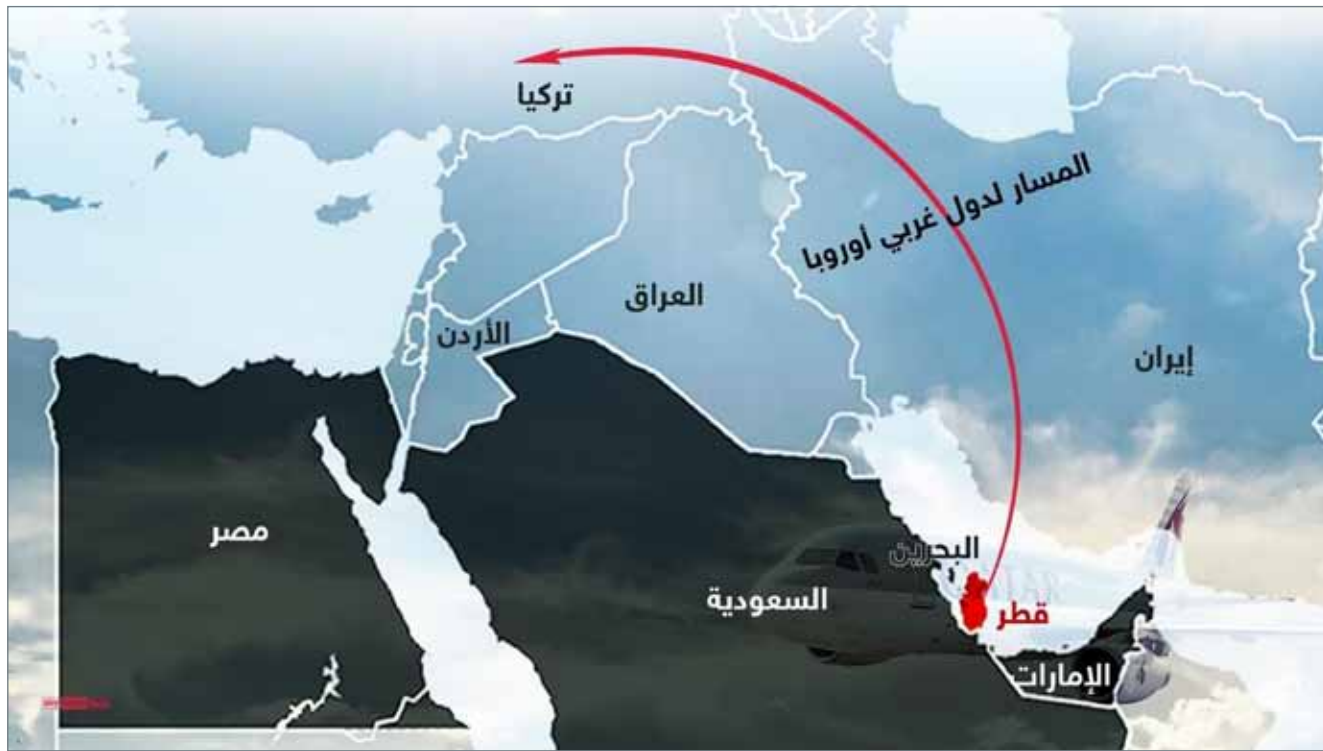 تركيا
المسار لدول غربي أوروبا
العراق
الأردن
إيران
مصر
البحرين
السعودية
قطر
الإمارات